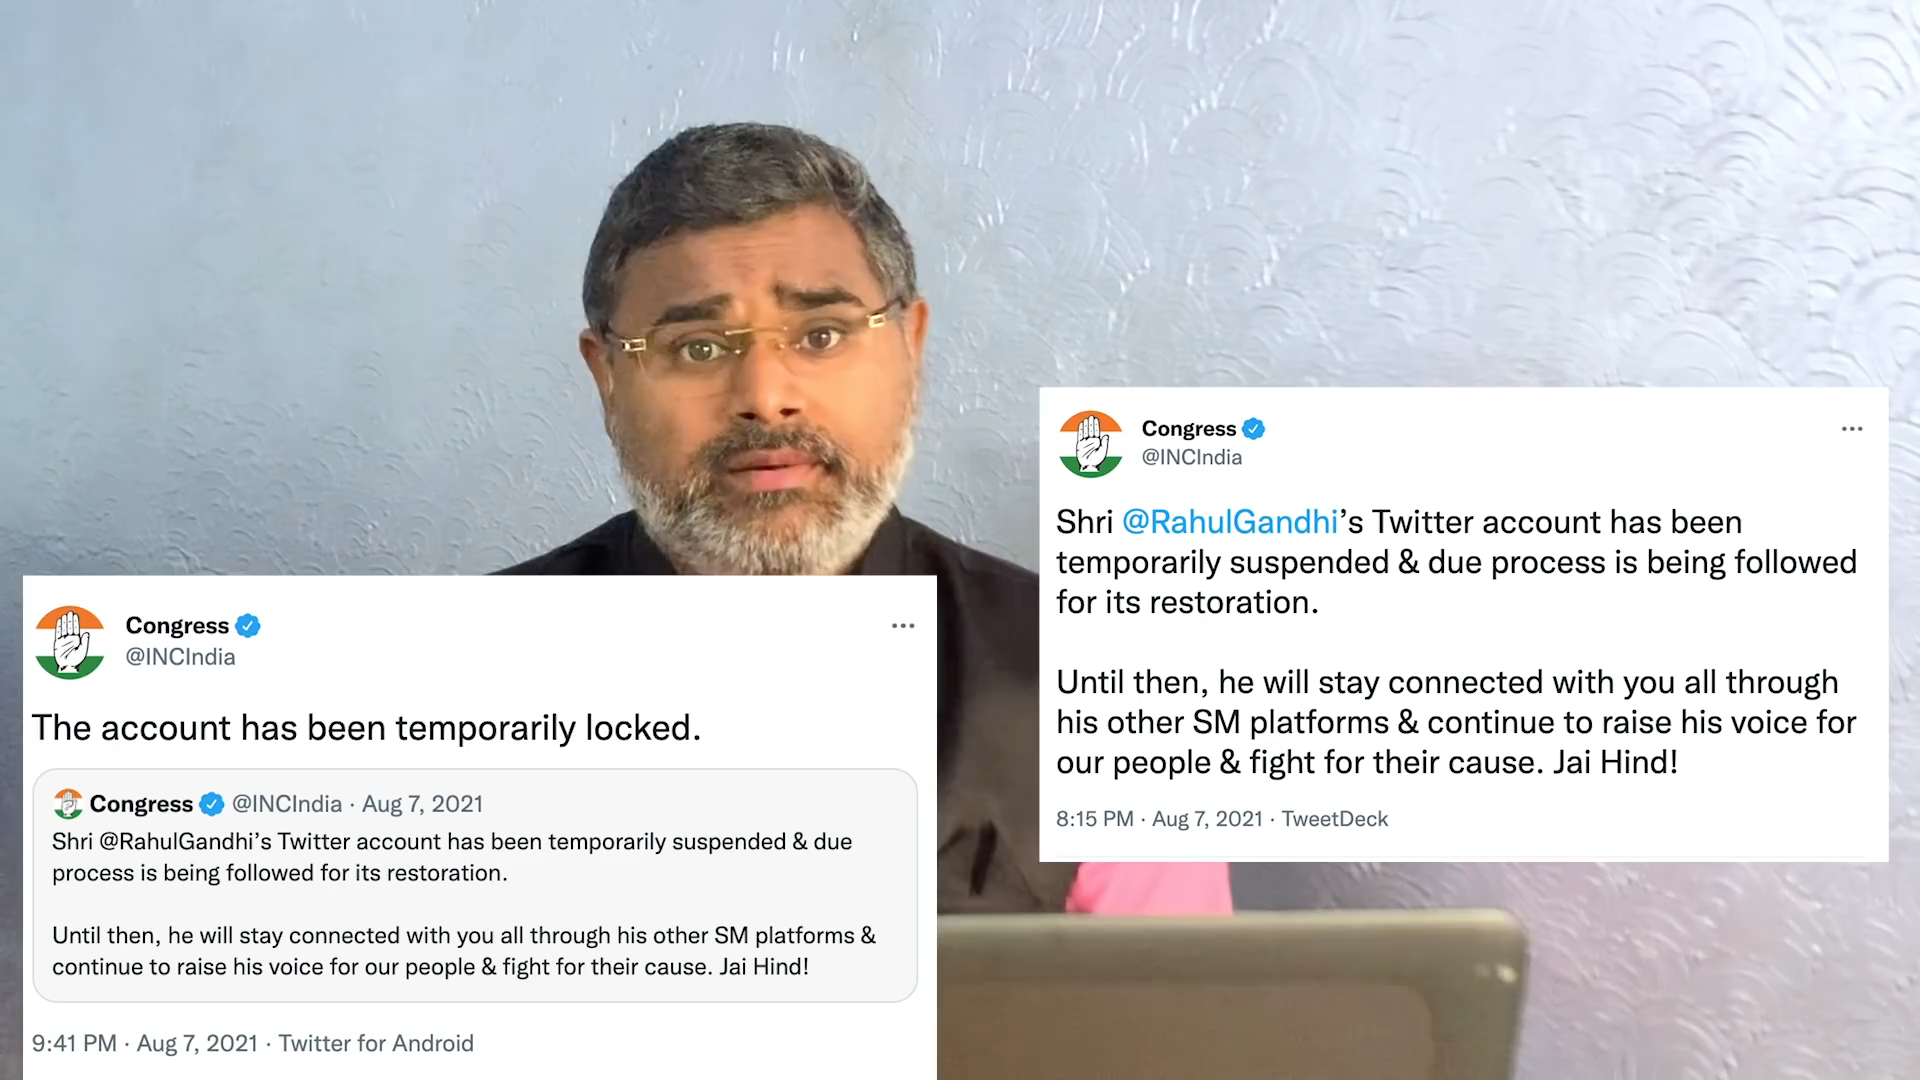 Congress
@INCIndia
The account has been temporarily locked.
Congress @INCIndia · Aug 7, 2021
Shri @RahulGandhi’s Twitter account has been temporarily suspended & due
process is being followed for its restoration.
Until then, he will stay connected with you all through his other SM platforms &
continue to raise his voice for our people & fight for their cause. Jai Hind!
9:41 PM · Aug 7, 2021 · Twitter for Android
Congress
@INCIndia
Shri @RahulGandhi’s Twitter account has been
temporarily suspended & due process is being followed
for its restoration.
Until then, he will stay connected with you all through
his other SM platforms & continue to raise his voice for
our people & fight for their cause. Jai Hind!
8:15 PM · Aug 7, 2021 · TweetDeck